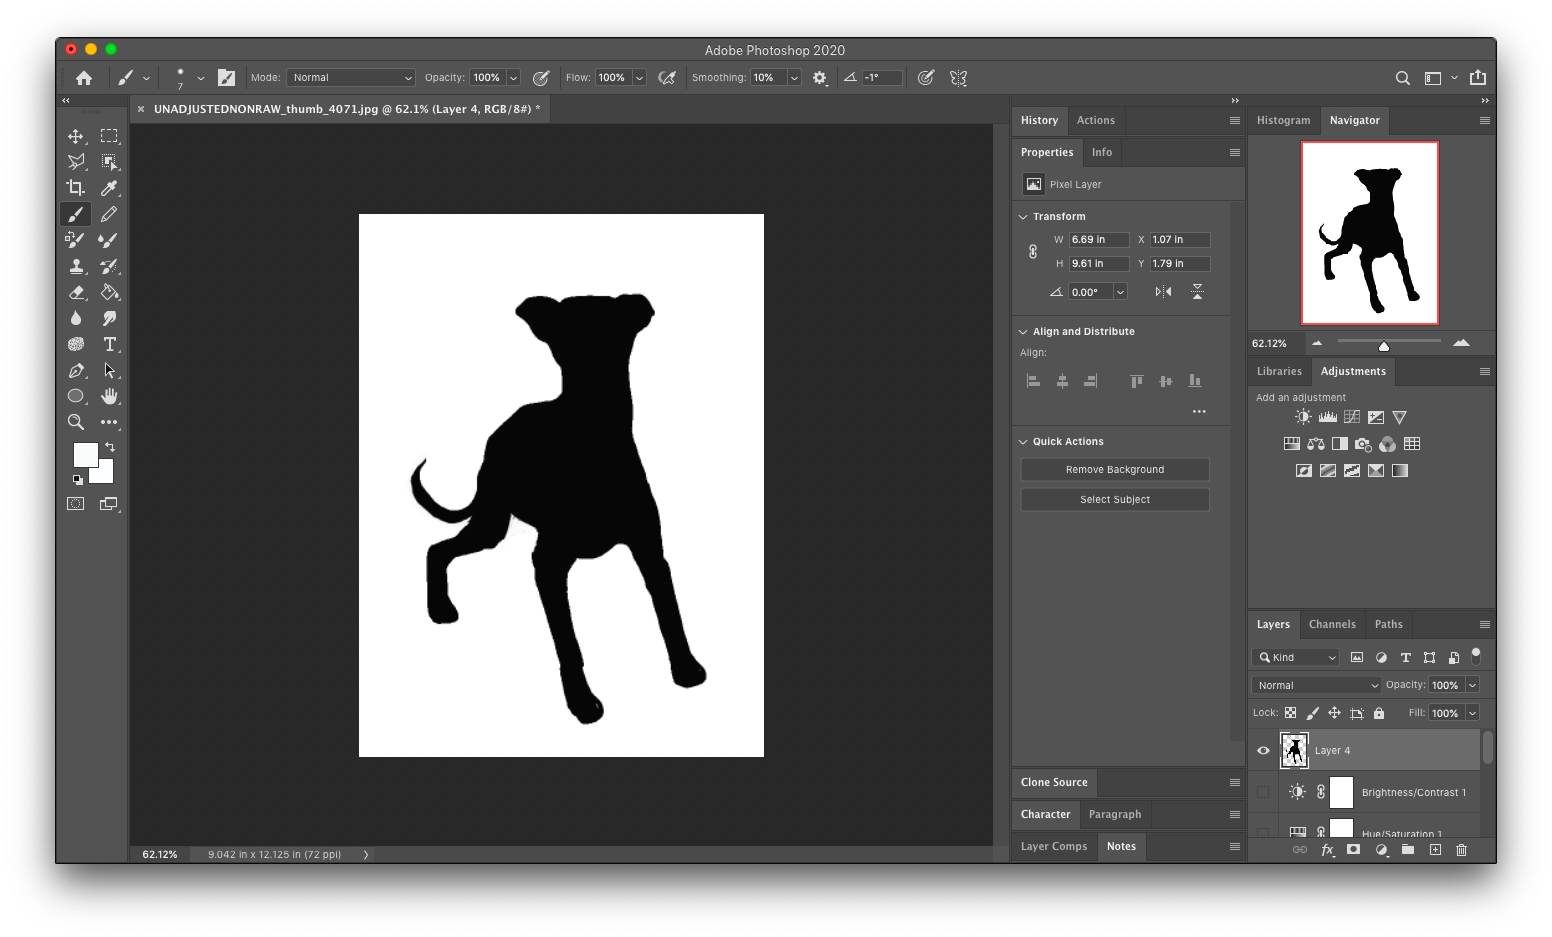 Adobe Photoshop 2020
7
Mode: Normal Opacity: 100% Flow: 100% Smoothing: 10% -1°
UNADJUSTEDNONRAW_thumb_4071.jpg @ 62.1% (Layer 4, RGB/8#) *
62.12% 9.042 in x 12.125 in (72 ppi)
History Actions
Properties Info
Pixel Layer
Transform
W 6.69 in X 1.07 in
H 9.61 in Y 1.79 in
0.00°
Align and Distribute
Align:
Quick Actions
Remove Background
Select Subject
Clone Source
Character Paragraph
Layer Comps Notes
Histogram Navigator
62.12%
Libraries Adjustments
Add an adjustment
Layers Channels Paths
Kind
Normal Opacity: 100%
Lock: Fill: 100%
Layer 4
Brightness/Contrast 1
Hue/Saturation 1
fx